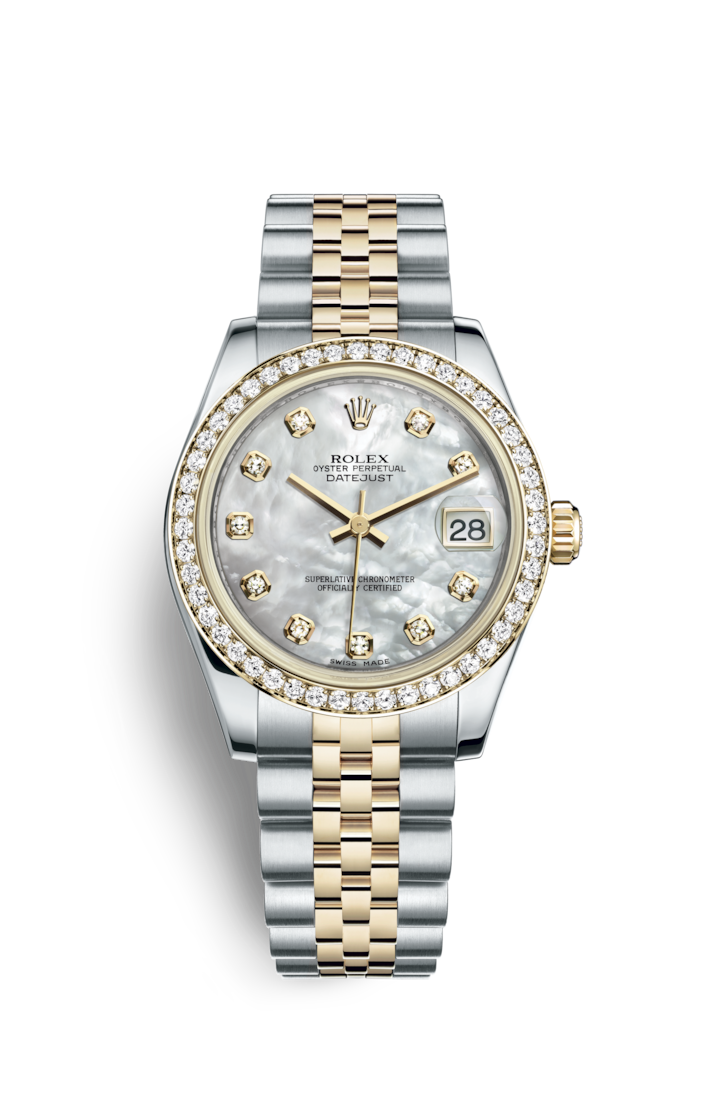 ROLEX
OYSTER PERPETUAL
DATEJUST
28
SUPERLATIVE CHRONOMETER
OFFICIALLY CERTIFIED
SWISS MADE